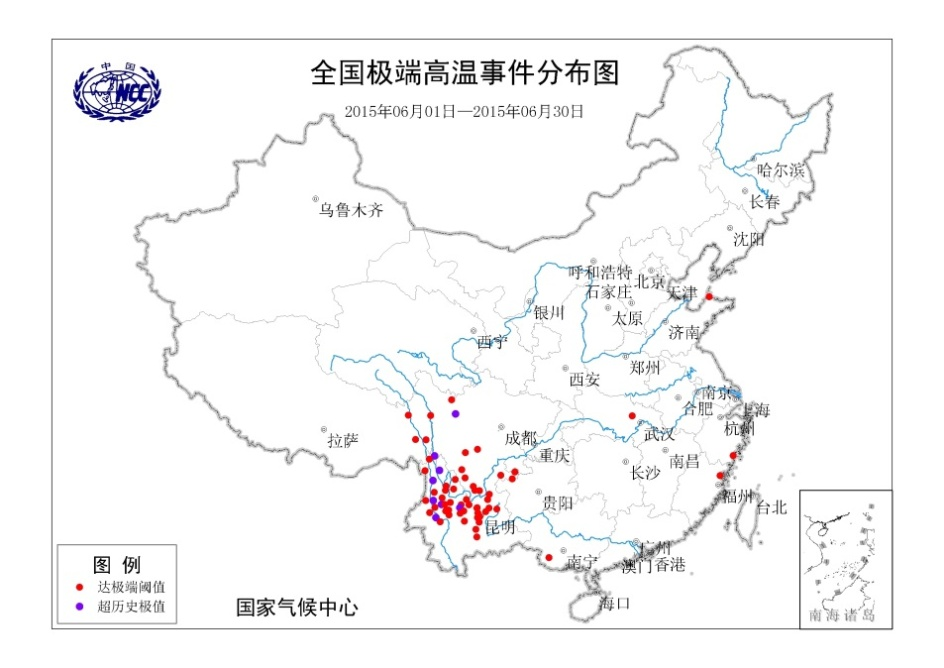 全国极端高温事件分布图
2015年06月01日—2015年06月30日
中国
NCC
哈尔滨
长春
乌鲁木齐
沈阳
呼和浩特
北京
天津
石家庄
银川
太原
济南
西宁
郑州
西安
南京
合肥
上海
杭州
拉萨
成都
武汉
重庆
南昌
长沙
贵阳
福州
台北
昆明
广州
南宁
澳门
香港
海口
南海诸岛
图例
达极端阈值
超历史极值
国家气候中心